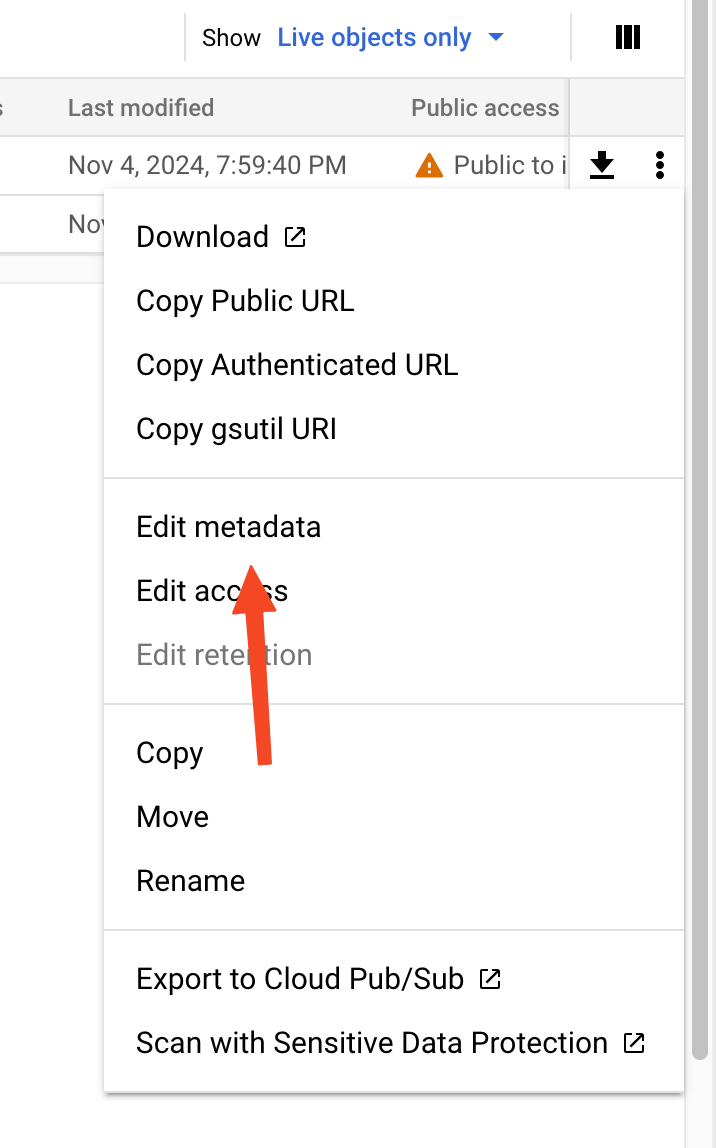 Show Live objects only
Last modified Public access
Nov 4, 2024, 7:59:40 PM Public to i
Download
Copy Public URL
Copy Authenticated URL
Copy gsutil URI
Edit metadata
Edit access
Edit retention
Copy
Move
Rename
Export to Cloud Pub/Sub
Scan with Sensitive Data Protection